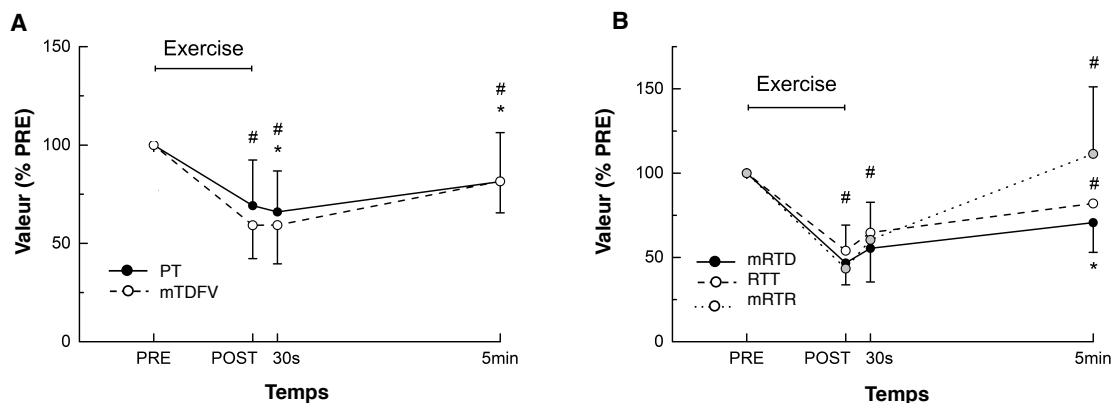 A
150
100
50
0
Valeur (% PRE)
Exercise
#
#
*
#
*
PT
mTDFV
PRE
POST
30s
5min
Temps
B
150
100
50
0
Valeur (% PRE)
Exercise
#
#
#
#
*
mRTD
RTT
mRTR
PRE
POST
30s
5min
Temps